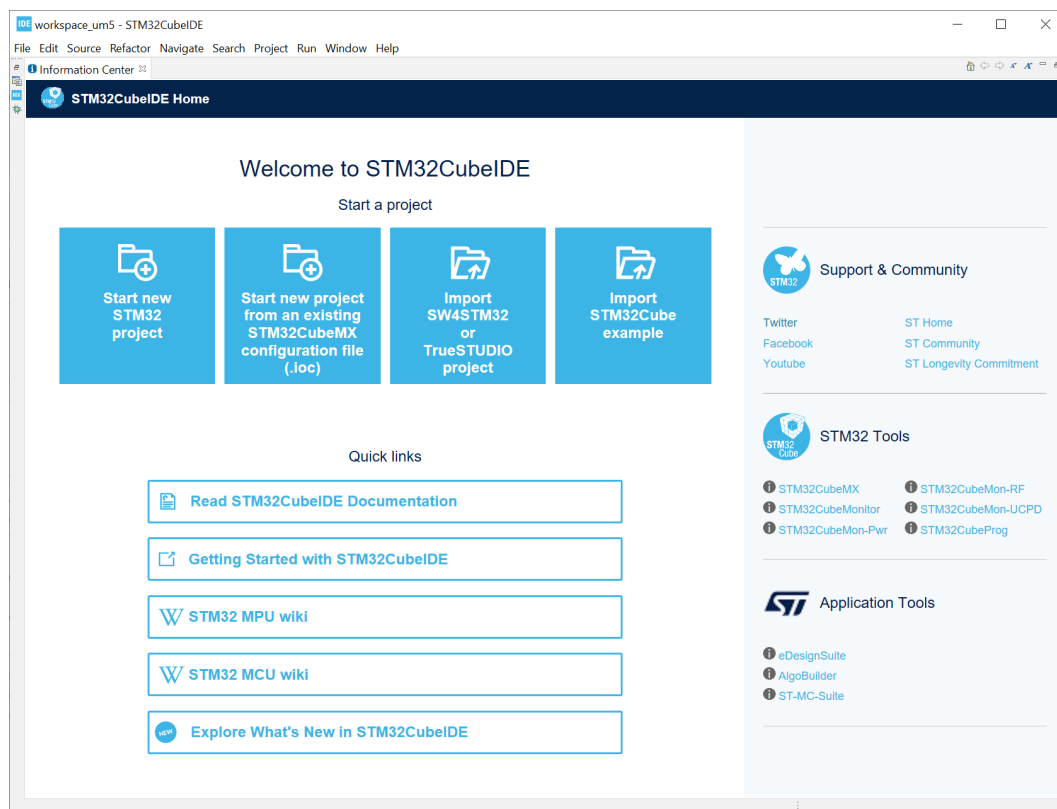 IDE workspace_um5 - STM32CubeIDE
File Edit Source Refactor Navigate Search Project Run Window Help
Information Center
MX
STM32CubeIDE Home
Welcome to STM32CubeIDE
Start a project
Start new
STM32
project
Start new project
from an existing
STM32CubeMX
configuration file
(.ioc)
Import
SW4STM32
or
TrueSTUDIO
project
Import
STM32Cube
example
Quick links
Read STM32CubeIDE Documentation
Getting Started with STM32CubeIDE
W STM32 MPU wiki
W STM32 MCU wiki
NEW Explore What's New in STM32CubeIDE
STM32
Support & Community
Twitter
ST Home
Facebook
ST Community
Youtube
ST Longevity Commitment
STM32
Cube
STM32 Tools
STM32CubeMX
STM32CubeMon-RF
STM32CubeMonitor
STM32CubeMon-UCPD
STM32CubeMon-Pwr
STM32CubeProg
ST
Application Tools
eDesignSuite
AlgoBuilder
ST-MC-Suite